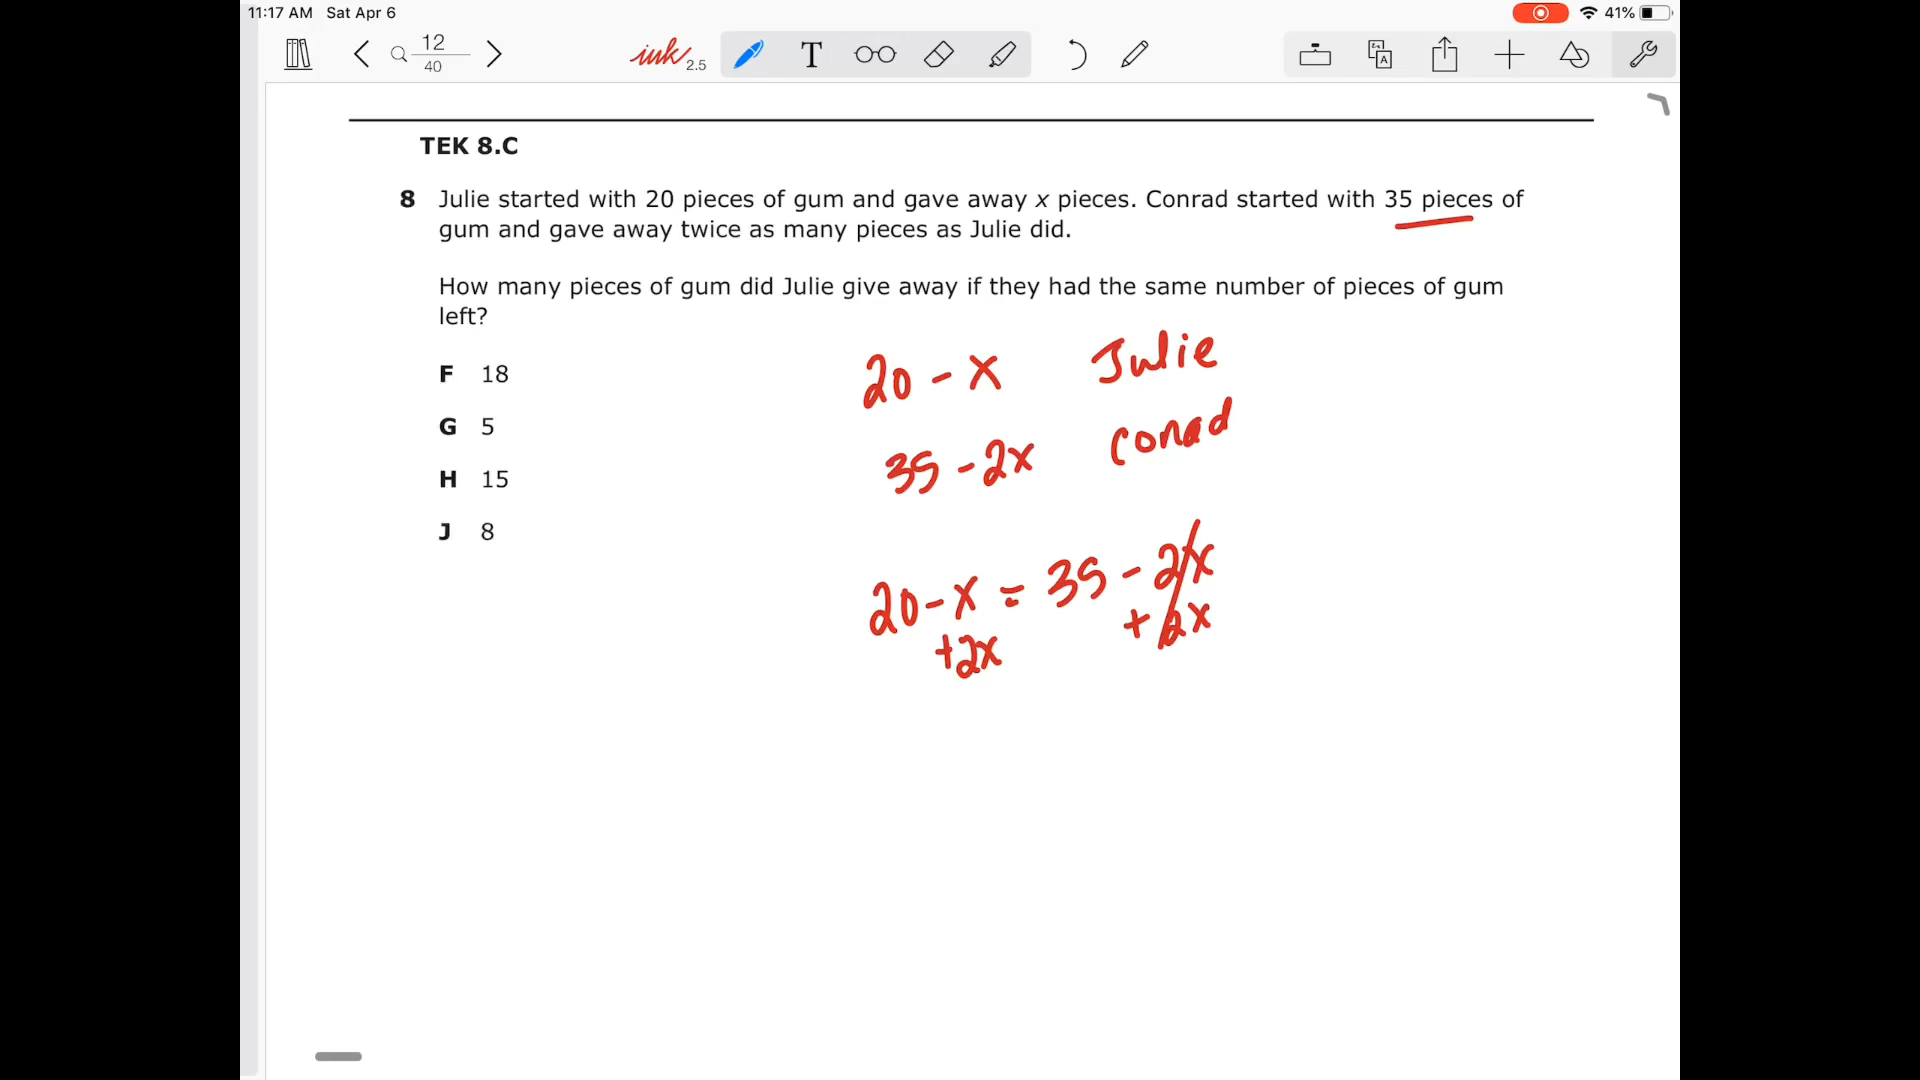 11:17 AM Sat Apr 6
41%
12
40
ink 2.5
T
A
TEK 8.C
8 Julie started with 20 pieces of gum and gave away x pieces. Conrad started with 35 pieces of
gum and gave away twice as many pieces as Julie did.
How many pieces of gum did Julie give away if they had the same number of pieces of gum
left?
F 18
G 5
H 15
J 8
20 - x Julie
35 - 2x Conad
20 - x = 35 - 2x
+2x + 2x